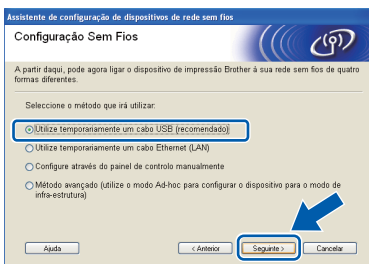 Assistente de configuração de dispositivos de rede sem fios
Configuração Sem Fios
A partir daqui, pode agora ligar o dispositivo de impressão Brother à sua rede sem fios de quatro
formas diferentes.
Seleccione o método que irá utilizar:
Utilize temporariamente um cabo USB (recomendado)
Utilize temporariamente um cabo Ethernet (LAN)
Configure através do painel de controlo manualmente
Método avançado (utilize o modo Ad-hoc para configurar o dispositivo para o modo de
infra-estrutura)
Ajuda
< Anterior
Seguinte >
Cancelar